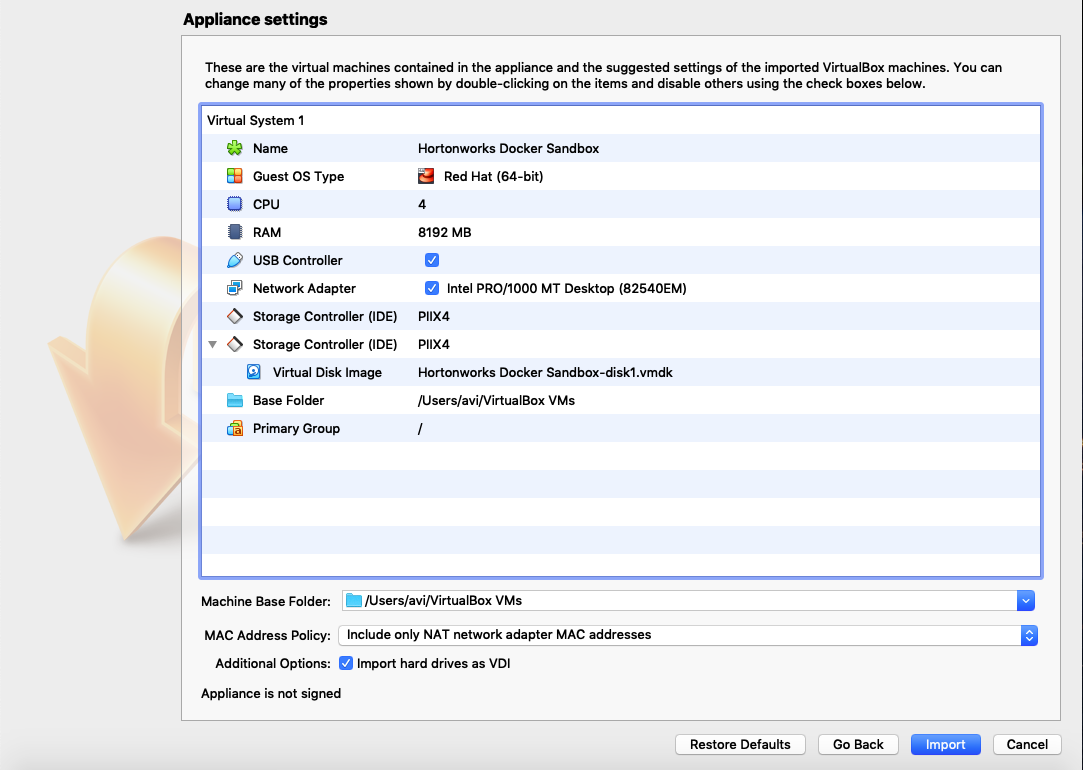 Appliance settings
These are the virtual machines contained in the appliance and the suggested settings of the imported VirtualBox machines. You can
change many of the properties shown by double-clicking on the items and disable others using the check boxes below.
Virtual System 1
Name Hortonworks Docker Sandbox
Guest OS Type Red Hat (64-bit)
CPU 4
RAM 8192 MB
USB Controller
Network Adapter Intel PRO/1000 MT Desktop (82540EM)
Storage Controller (IDE) PIIX4
Storage Controller (IDE) PIIX4
Virtual Disk Image Hortonworks Docker Sandbox-disk1.vmdk
Base Folder /Users/avi/VirtualBox VMs
Primary Group /
Machine Base Folder: /Users/avi/VirtualBox VMs
MAC Address Policy: Include only NAT network adapter MAC addresses
Additional Options: Import hard drives as VDI
Appliance is not signed
Restore Defaults Go Back Import Cancel